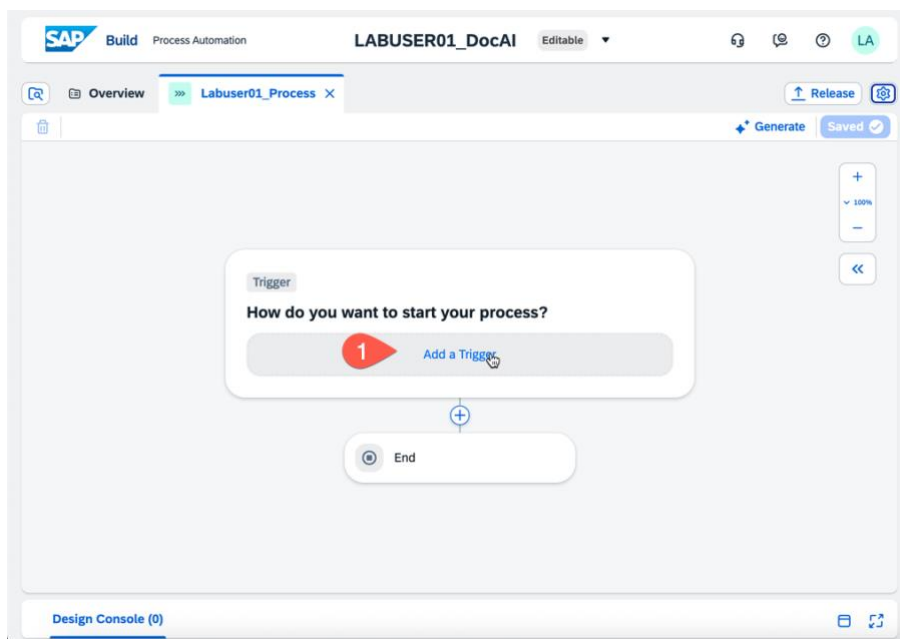 SAP Build Process Automation LABUSER01_DocAI Editable LA
Overview Labuser01_Process Release
Generate Saved
100%
Trigger
How do you want to start your process?
1 Add a Trigger
End
Design Console (0)